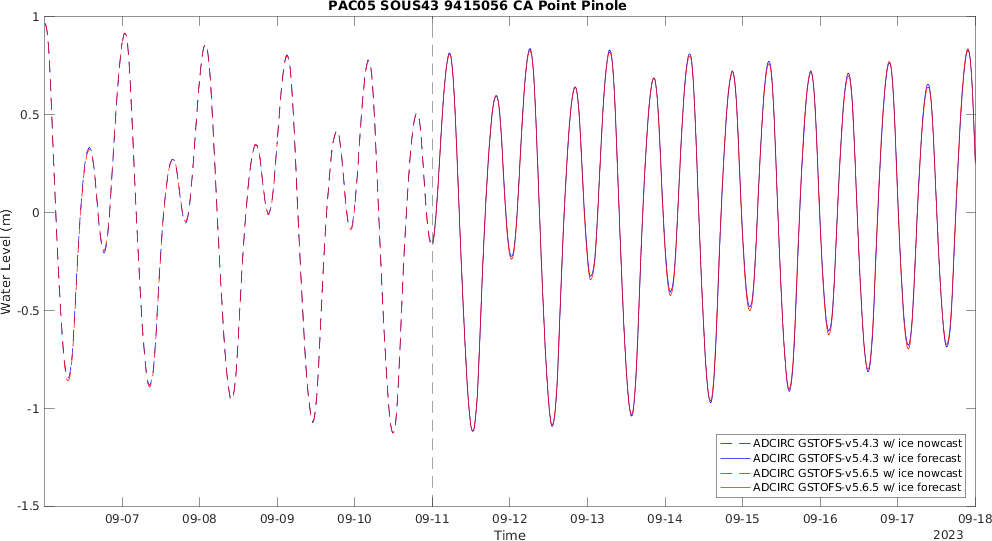 PAC05 SOUS43 9415056 CA Point Pinole
1
0.5
0
-0.5
-1
-1.5
Water Level (m)
ADCIRC GSTOFS-v5.4.3 w/ ice nowcast
ADCIRC GSTOFS-v5.4.3 w/ ice forecast
ADCIRC GSTOFS-v5.6.5 w/ ice nowcast
ADCIRC GSTOFS-v5.6.5 w/ ice forecast
09-07 09-08 09-09 09-10 09-11 09-12 09-13 09-14 09-15 09-16 09-17 09-18
Time
2023